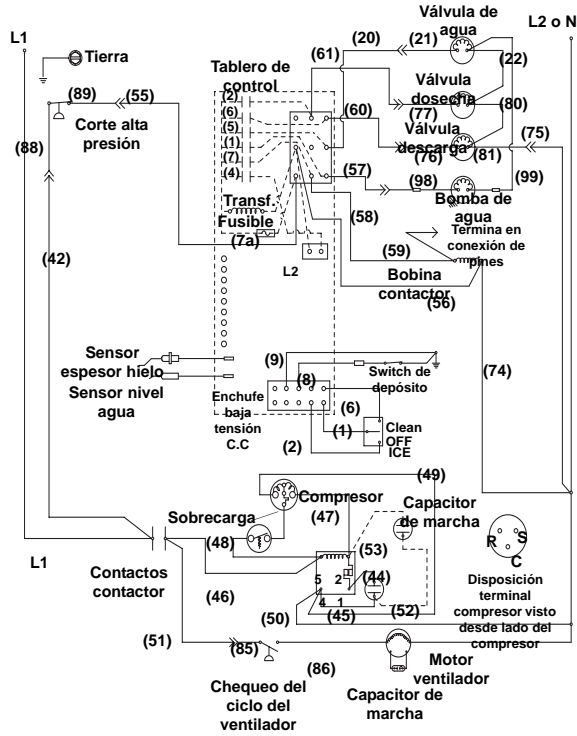 L1
Tierra
(89)
(55)
Corte alta
presión
(88)
(42)
Tablero de
control
(2)
(6)
(5)
(1)
(7)
(4)
Transf.
Fusible
(7a)
L2
(61)
(20)
(21)
Válvula de
agua
L2 o N
(22)
Válvula
dosecha
(77)
(80)
(60)
Válvula
descarga
(76)
(81)
(75)
(57)
(98)
(99)
Bomba de
agua
(58)
Termina en
conexión de
pines
(59)
Bobina
contactor
(56)
(74)
Sensor
espesor híelo
Sensor nivel
agua
(9)
(8)
Switch de
depósito
Enchufe
baja
tensión
C.C
(6)
(1)
(2)
Clean
OFF
ICE
(49)
Compresor
Sobrecarga
(47)
Capacitor
de marcha
(48)
(53)
L1
Contactos
contactor
(46)
5
2
4
1
(44)
(45)
(52)
(50)
R
S
C
Disposición
terminal
compresor visto
desde lado del
compresor
(51)
(85)
(86)
Chequeo del
ciclo del
ventilador
Motor
ventilador
Capacitor de
marcha